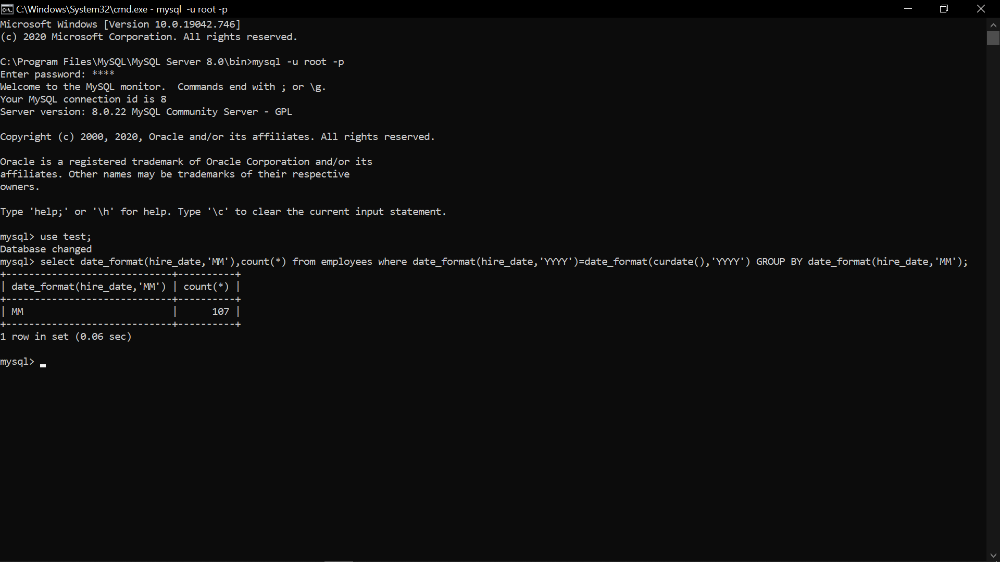 C:\Windows\System32\cmd.exe - mysql  -u root -p
Microsoft Windows [Version 10.0.19042.746]
(c) 2020 Microsoft Corporation. All rights reserved.
C:\Program Files\MySQL\MySQL Server 8.0\bin>mysql -u root -p
Enter password: ****
Welcome to the MySQL monitor.  Commands end with ; or \g.
Your MySQL connection id is 8
Server version: 8.0.22 MySQL Community Server - GPL
Copyright (c) 2000, 2020, Oracle and/or its affiliates. All rights reserved.
Oracle is a registered trademark of Oracle Corporation and/or its
affiliates. Other names may be trademarks of their respective
owners.
Type 'help;' or '\h' for help. Type '\c' to clear the current input statement.
mysql> use test;
Database changed
mysql> select date_format(hire_date,'MM'),count(*) from employees where date_format(hire_date,'YYYY')=date_format(curdate(),'YYYY') GROUP BY date_format(hire_date,'MM');
+-----------------------------+----------+
| date_format(hire_date,'MM') | count(*) |
+-----------------------------+----------+
| MM                          |      107 |
+-----------------------------+----------+
1 row in set (0.06 sec)
mysql>